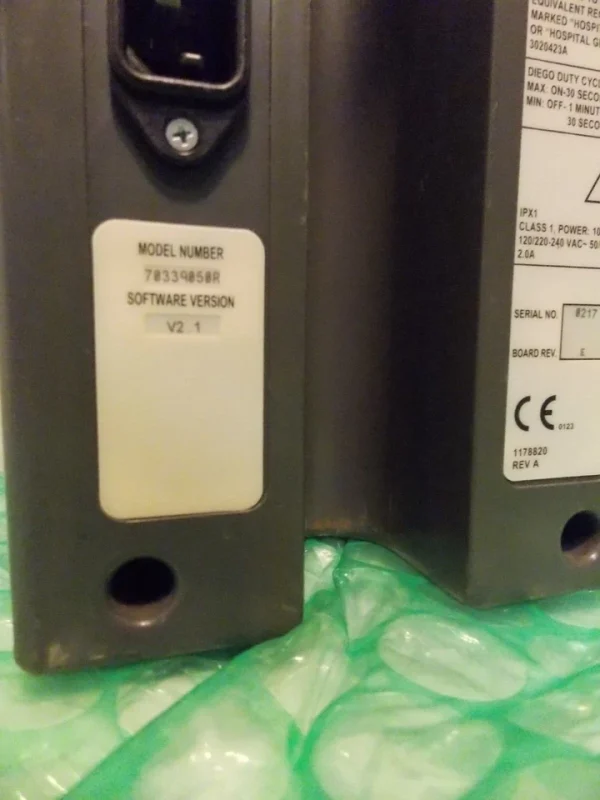 MODEL NUMBER
70339050R
SOFTWARE VERSION
V2 1
EQUIVALENT
MARKED "HOSPI
OR "HOSPITAL G
3020423A
DIEGO DUTY CYC
MAX: ON-30 SECO
MIN: OFF- 1 MINUT
30 SECO
IPX1
CLASS 1, POWER: 10
120/220-240 VAC~ 50/
2.0A
SERIAL NO. 0217
BOARD REV. E
CE 0123
1178820
REV A